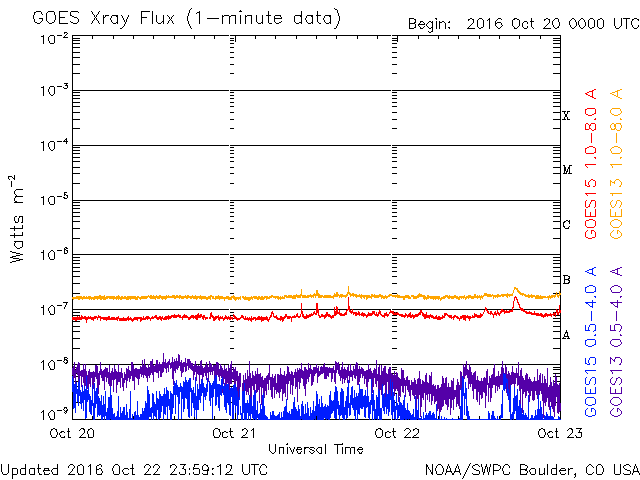 GOES Xray Flux (1-minute data)
Begin: 2016 Oct 20 0000 UTC
10⁻²
10⁻³
10⁻⁴
10⁻⁵
10⁻⁶
10⁻⁷
10⁻⁸
10⁻⁹
Watts m⁻²
X
M
C
B
A
GOES15 1.0-8.0 A
GOES13 1.0-8.0 A
GOES15 0.5-4.0 A
GOES13 0.5-4.0 A
Oct 20 Oct 21 Oct 22 Oct 23
Universal Time
Updated 2016 Oct 22 23:59:12 UTC
NOAA/SWPC Boulder, CO USA